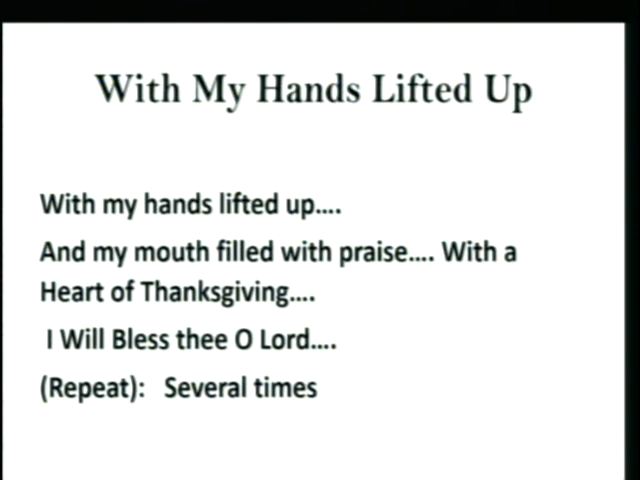 With My Hands Lifted Up
With my hands lifted up....
And my mouth filled with praise.... With a
Heart of Thanksgiving....
I Will Bless thee O Lord....
(Repeat):   Several times